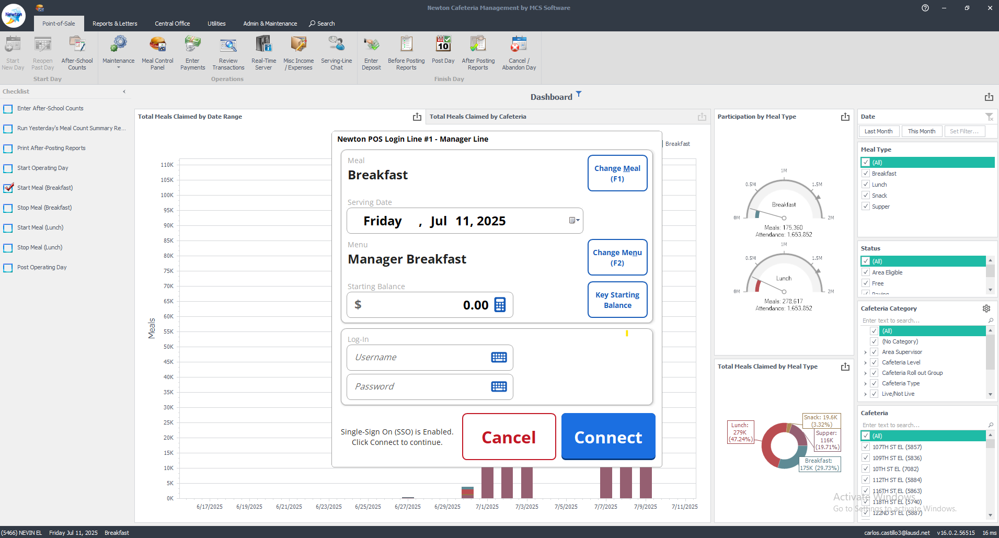 Newton Cafeteria Management by MCS Software
Newton
Point-of-Sale
Reports & Letters
Central Office
Utilities
Admin & Maintenance
Search
Start
New Day
Reopen
Past Day
After-School
Counts
Start Day
Maintenance
Meal Control
Panel
Enter
Payments
Review
Transactions
Real-Time
Server
Misc Income
/ Expenses
Serving-Line
Chat
Operations
Enter
Deposit
Before Posting
Reports
10
Post Day
After Posting
Reports
Cancel /
Abandon Day
Finish Day
Checklist
Enter After-School Counts
Run Yesterday's Meal Count Summary Re...
Print After-Posting Reports
Start Operating Day
Start Meal (Breakfast)
Stop Meal (Breakfast)
Start Meal (Lunch)
Stop Meal (Lunch)
Post Operating Day
Dashboard
Total Meals Claimed by Date Range
Total Meals Claimed by Cafeteria
Breakfast
Meals
110K
105K
100K
95K
90K
85K
80K
75K
70K
65K
60K
55K
50K
45K
40K
35K
30K
25K
20K
15K
10K
5K
0K
6/17/2025
6/19/2025
6/21/2025
6/23/2025
6/25/2025
6/27/2025
6/29/2025
7/1/2025
7/3/2025
7/5/2025
7/7/2025
7/9/2025
7/11/2025
Newton POS Login Line #1 - Manager Line
Meal
Breakfast
Change Meal
(F1)
Serving Date
Friday , Jul 11, 2025
Menu
Manager Breakfast
Change Menu
(F2)
Starting Balance
$ 0.00
Key Starting
Balance
Log-In
Username
Password
Single-Sign On (SSO) is Enabled.
Click Connect to continue.
Cancel
Connect
Participation by Meal Type
1M
0.5M
1.5M
Breakfast
0M
2M
Meals: 175,360
Attendance: 1,653,852
1M
0.5M
1.5M
Lunch
0M
2M
Meals: 278,617
Attendance: 1,653,852
Total Meals Claimed by Meal Type
Snack: 19.6K
(3.32%)
Lunch:
279K
(47.24%)
Supper:
116K
(19.71%)
Breakfast:
175K (29.73%)
Date
Last Month
This Month
Set Filter...
Meal Type
(All)
Breakfast
Lunch
Snack
Supper
Status
(All)
Area Eligible
Free
Paying
Cafeteria Category
Enter text to search...
(All)
(No Category)
Area Supervisor
Cafeteria Level
Cafeteria Roll out Group
Cafeteria Type
Live/Not Live
Cafeteria
Enter text to search...
(All)
107TH ST EL (5857)
109TH ST EL (5836)
10TH ST EL (7082)
112TH ST EL (5884)
116TH ST EL (5863)
118TH ST EL (5740)
122ND ST EL (5887)
Activate Windows
Go to Settings to activate Windows.
(5466) NEVIN EL
Friday Jul 11, 2025
Breakfast
carlos.castillo3@lausd.net
v16.0.2.56515
16 ms